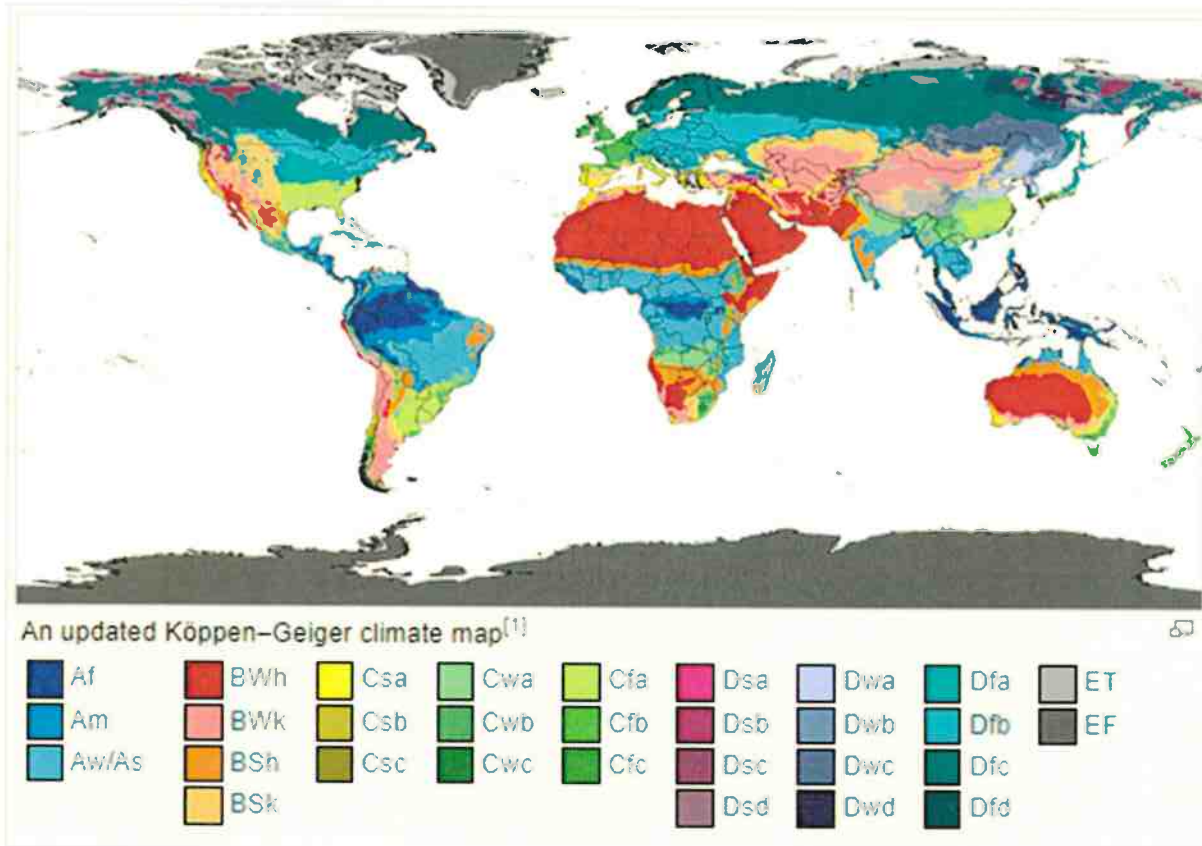 An updated Köppen–Geiger climate map[1]
Af BWh Csa Cwa Cfa Dsa Dwa Dfa ET
Am BWk Csb Cwb Cfb Dsb Dwb Dfb EF
Aw/As BSh Csc Cwc Cfc Dsc Dwc Dfc
BSk Dsd Dwd Dfd